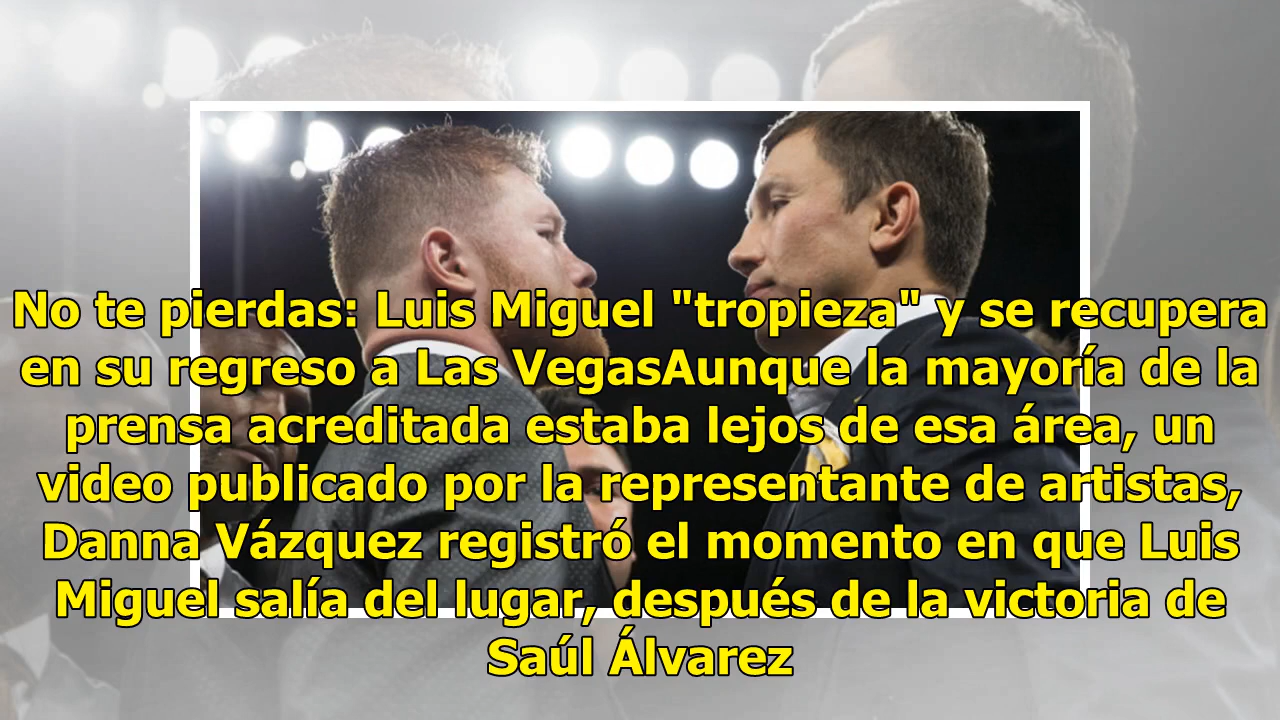 No te pierdas: Luis Miguel "tropieza" y se recupera
en su regreso a Las VegasAunque la mayoría de la
prensa acreditada estaba lejos de esa área, un
video publicado por la representante de artistas,
Danna Vázquez registró el momento en que Luis
Miguel salía del lugar, después de la victoria de
Saúl Álvarez